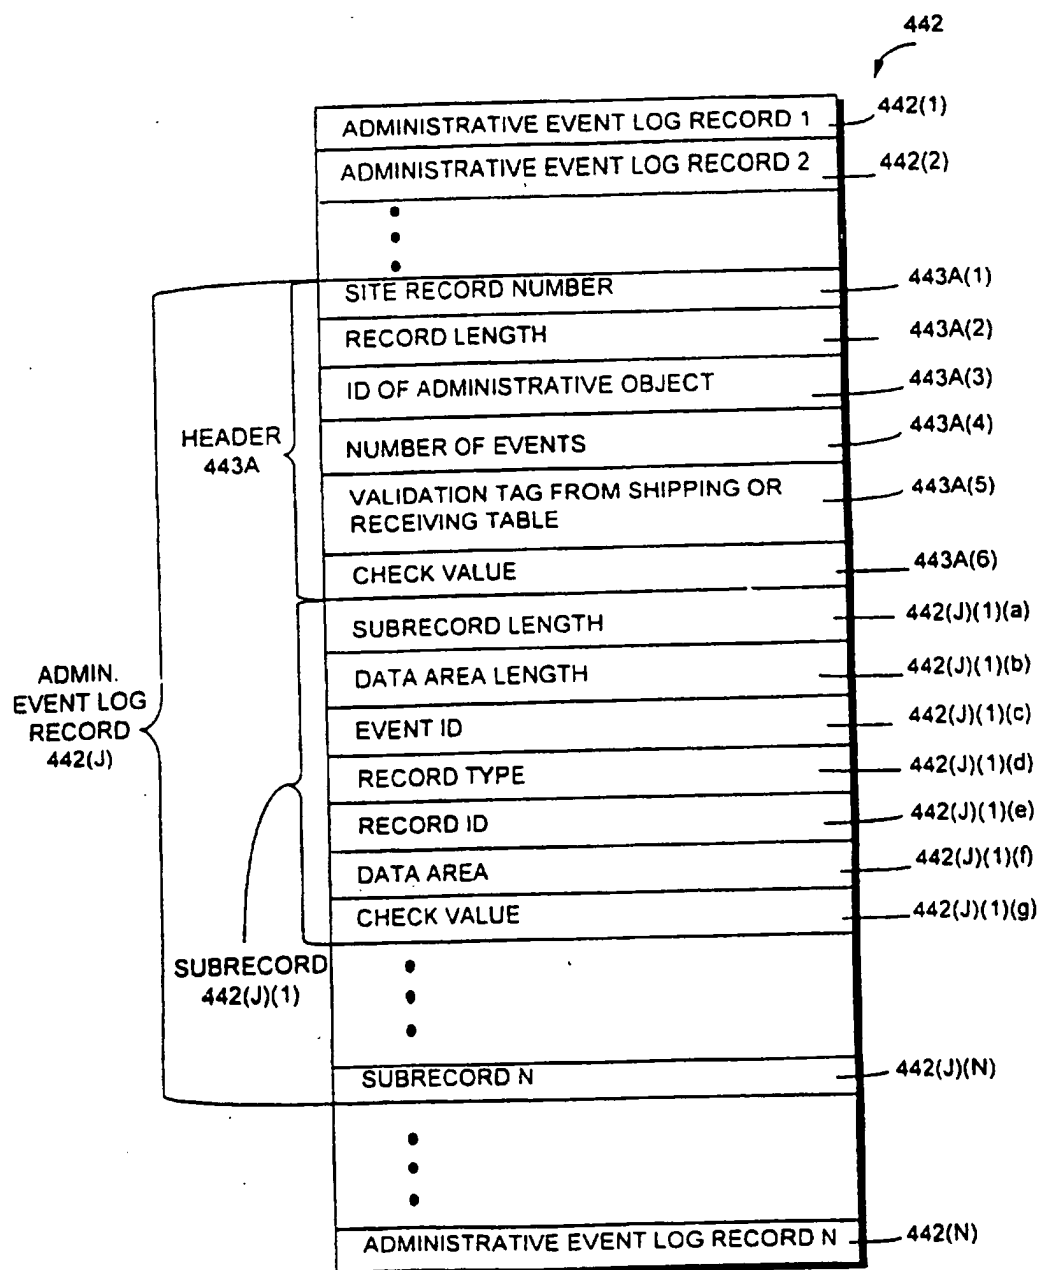 442
ADMINISTRATIVE EVENT LOG RECORD 1
442(1)
ADMINISTRATIVE EVENT LOG RECORD 2
442(2)
SITE RECORD NUMBER
443A(1)
RECORD LENGTH
443A(2)
ID OF ADMINISTRATIVE OBJECT
443A(3)
HEADER
443A
NUMBER OF EVENTS
443A(4)
VALIDATION TAG FROM SHIPPING OR
RECEIVING TABLE
443A(5)
CHECK VALUE
443A(6)
SUBRECORD LENGTH
442(J)(1)(a)
ADMIN.
EVENT LOG
RECORD
442(J)
DATA AREA LENGTH
442(J)(1)(b)
EVENT ID
442(J)(1)(c)
RECORD TYPE
442(J)(1)(d)
RECORD ID
442(J)(1)(e)
DATA AREA
442(J)(1)(f)
CHECK VALUE
442(J)(1)(g)
SUBRECORD
442(J)(1)
SUBRECORD N
442(J)(N)
ADMINISTRATIVE EVENT LOG RECORD N
442(N)